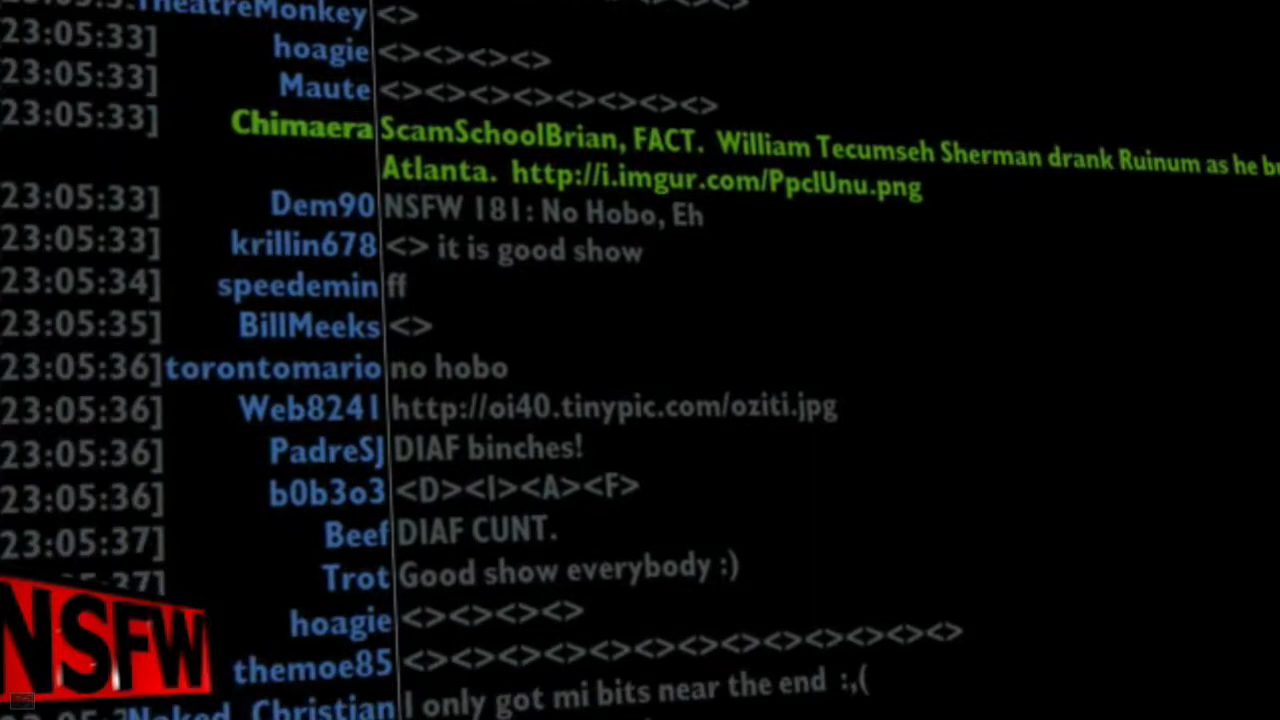 TheatreMonkey <>
23:05:33] hoagie <><><><>
23:05:33] Maute <><><><><><><><>
23:05:33] Chimaera ScamSchoolBrian, FACT. William Tecumseh Sherman drank Ruinum as he
Atlanta. http://i.imgur.com/PpclUnu.png
23:05:33] Dem90 NSFW 181: No Hobo, Eh
23:05:33] krillin678 <> it is good show
23:05:34] speedemin ff
23:05:35] BillMeeks <>
23:05:36] torontomario no hobo
23:05:36] Web8241 http://oi40.tinypic.com/oziti.jpg
23:05:36] PadreSJ DIAF binches!
23:05:36] b0b3o3 <D><I><A><F>
23:05:37] Beef DIAF CUNT.
Trot Good show everybody :)
hoagie <><><><>
themoe85 <><><><><><><><><><><><><>
Naked_Christian I only got mi bits near the end :,(
NSFW